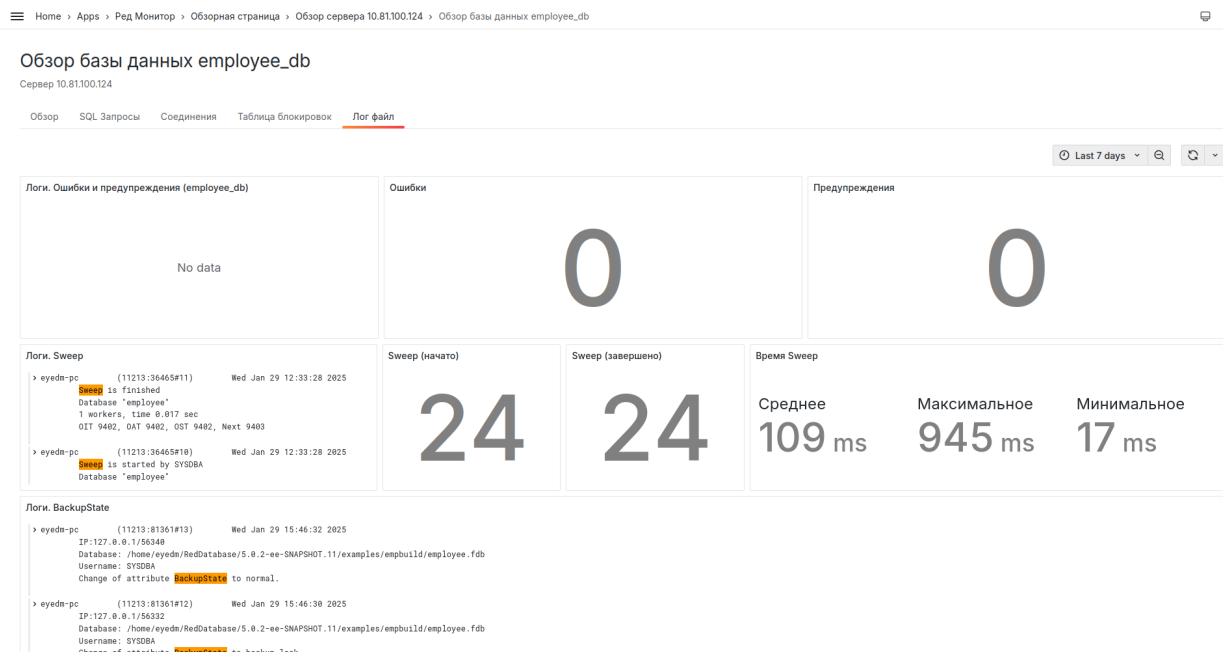 Home › Apps › Ред Монитор › Обзорная страница › Обзор сервера 10.81.100.124 › Обзор базы данных employee_db
Обзор базы данных employee_db
Сервер 10.81.100.124
Обзор SQL Запросы Соединения Таблица блокировок Лог файл
Last 7 days
Логи. Ошибки и предупреждения (employee_db)
No data
Ошибки
0
Предупреждения
0
Логи. Sweep
eyedm-pc (11213:36465#11) Wed Jan 29 12:33:28 2025
Sweep is finished
Database "employee"
1 workers, time 0.017 sec
OIT 9402, OAT 9402, OST 9402, Next 9403
eyedm-pc (11213:36465#10) Wed Jan 29 12:33:28 2025
Sweep is started by SYSDBA
Database "employee"
Sweep (начато)
24
Sweep (завершено)
24
Время Sweep
Среднее Максимальное Минимальное
109 ms 945 ms 17 ms
Логи. BackupState
eyedm-pc (11213:81361#13) Wed Jan 29 15:46:32 2025
IP:127.0.0.1/56340
Database: /home/eyedm/RedDatabase/5.0.2-ee-SNAPSHOT.11/examples/empbuild/employee.fdb
Username: SYSDBA
Change of attribute BackupState to normal.
eyedm-pc (11213:81361#12) Wed Jan 29 15:46:30 2025
IP:127.0.0.1/56332
Database: /home/eyedm/RedDatabase/5.0.2-ee-SNAPSHOT.11/examples/empbuild/employee.fdb
Username: SYSDBA
Change of attribute BackupState to backup lock